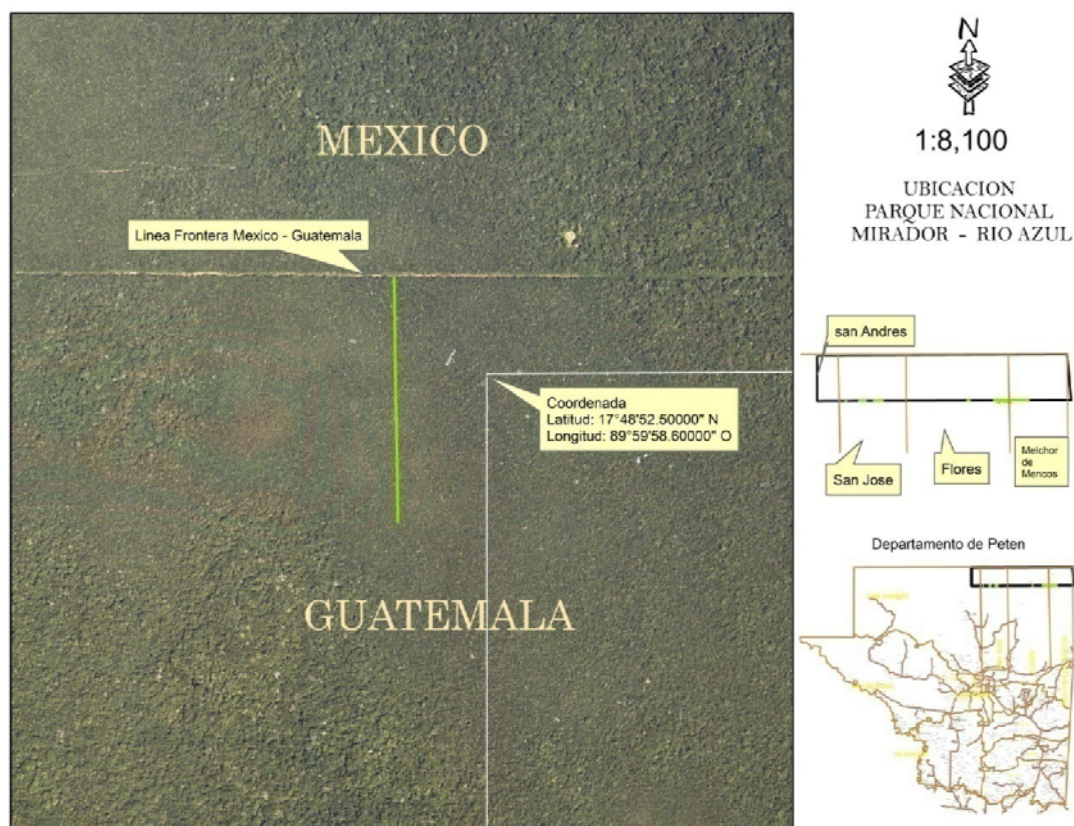 MEXICO
Linea Frontera Mexico - Guatemala
Coordenada
Latitud: 17°48'52.50000" N
Longitud: 89°59'58.60000" O
GUATEMALA
N
1:8,100
UBICACION
PARQUE NACIONAL
MIRADOR - RIO AZUL
san Andres
San Jose
Flores
Melchor
de
Mencos
Departamento de Peten